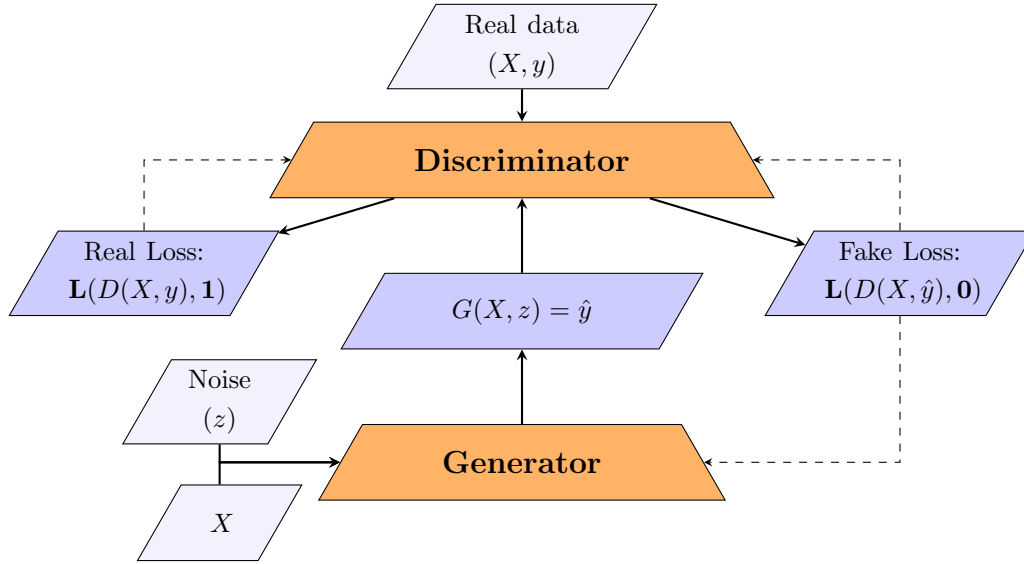 Real data
(X, y)
Discriminator
Real Loss:
L(D(X, y), 1)
Fake Loss:
L(D(X, ŷ), 0)
G(X, z) = ŷ
Noise
(z)
Generator
X